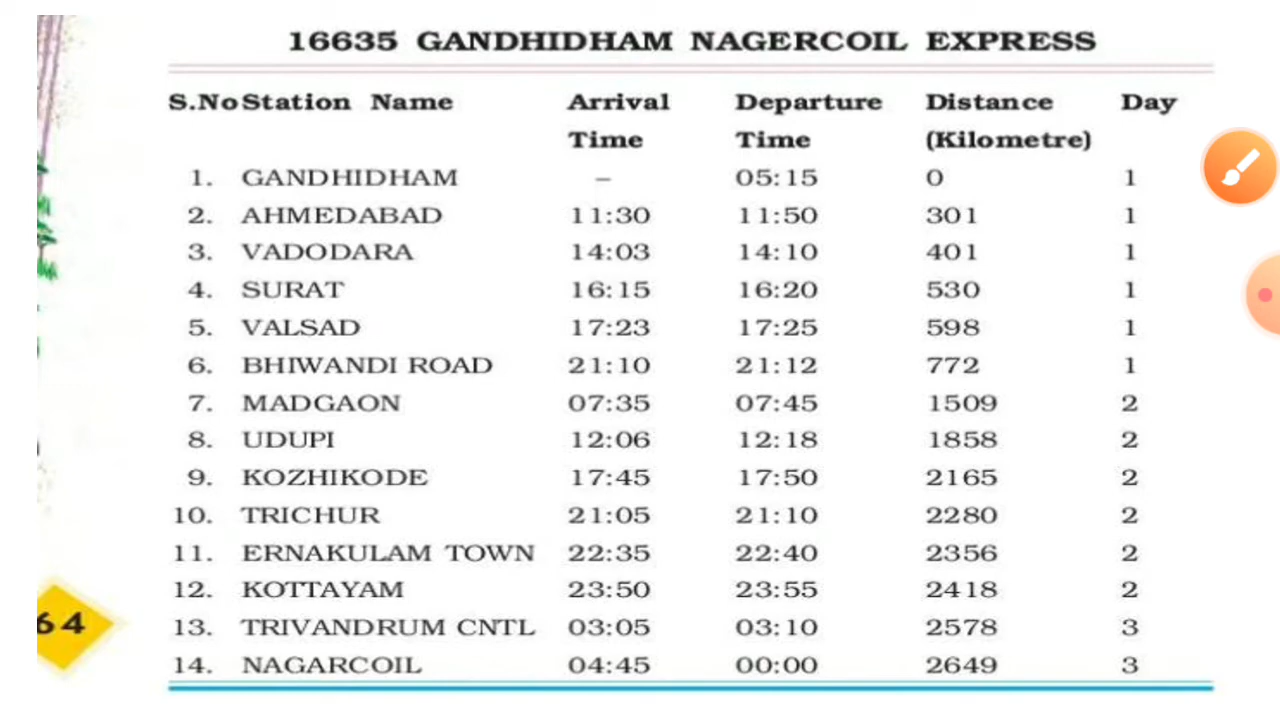 16635 GANDHIDHAM NAGERCOIL EXPRESS
S.No Station Name Arrival Time Departure Time Distance (Kilometre) Day
1. GANDHIDHAM – 05:15 0 1
2. AHMEDABAD 11:30 11:50 301 1
3. VADODARA 14:03 14:10 401 1
4. SURAT 16:15 16:20 530 1
5. VALSAD 17:23 17:25 598 1
6. BHIWANDI ROAD 21:10 21:12 772 1
7. MADGAON 07:35 07:45 1509 2
8. UDUPI 12:06 12:18 1858 2
9. KOZHIKODE 17:45 17:50 2165 2
10. TRICHUR 21:05 21:10 2280 2
11. ERNAKULAM TOWN 22:35 22:40 2356 2
12. KOTTAYAM 23:50 23:55 2418 2
13. TRIVANDRUM CNTL 03:05 03:10 2578 3
14. NAGARCOIL 04:45 00:00 2649 3
64